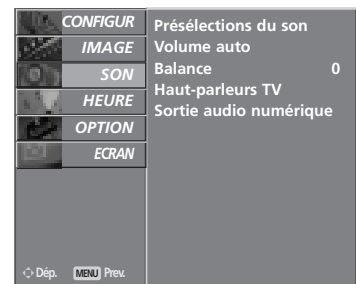 CONFIGUR
IMAGE
SON
HEURE
OPTION
ECRAN
Présélections du son
Volume auto
Balance 0
Haut-parleurs TV
Sortie audio numérique
Dép. MENU Prev.